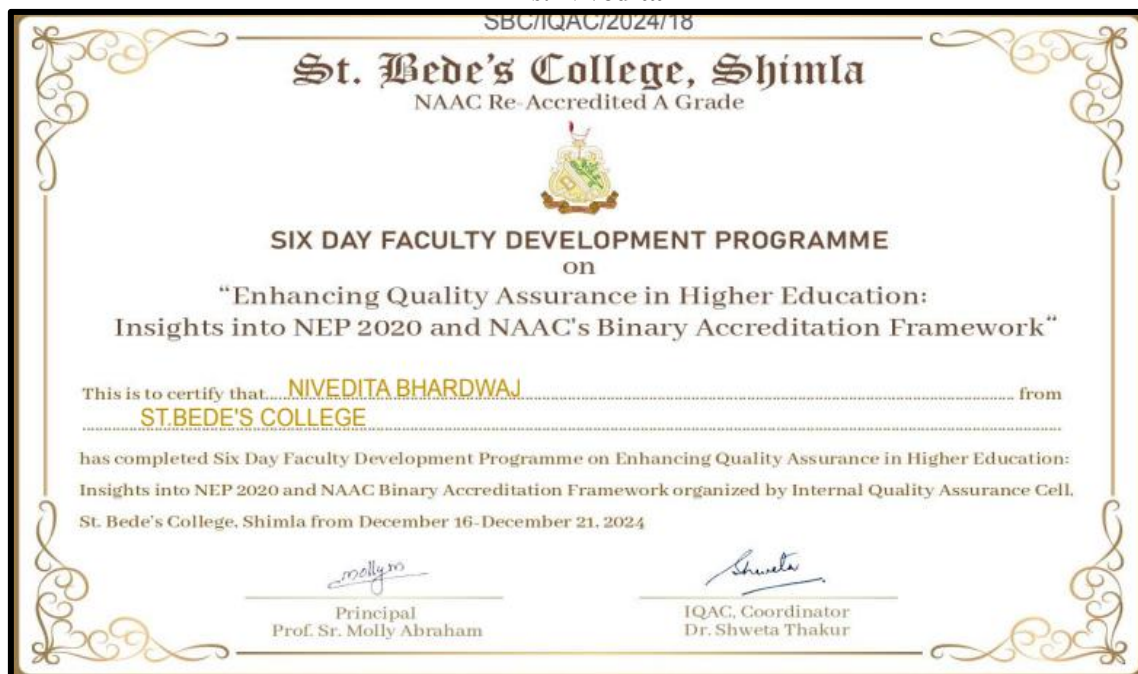 SBC/IQAC/2024/18
St. Bede's College, Shimla
NAAC Re-Accredited A Grade
SIX DAY FACULTY DEVELOPMENT PROGRAMME
on
“Enhancing Quality Assurance in Higher Education:
Insights into NEP 2020 and NAAC's Binary Accreditation Framework“
This is to certify that.....NIVEDITA BHARDWAJ..... from
ST.BEDE'S COLLEGE
has completed Six Day Faculty Development Programme on Enhancing Quality Assurance in Higher Education:
Insights into NEP 2020 and NAAC Binary Accreditation Framework organized by Internal Quality Assurance Cell,
St. Bede's College, Shimla from December 16-December 21, 2024
mollym Shweta
Principal IQAC, Coordinator
Prof. Sr. Molly Abraham Dr. Shweta Thakur